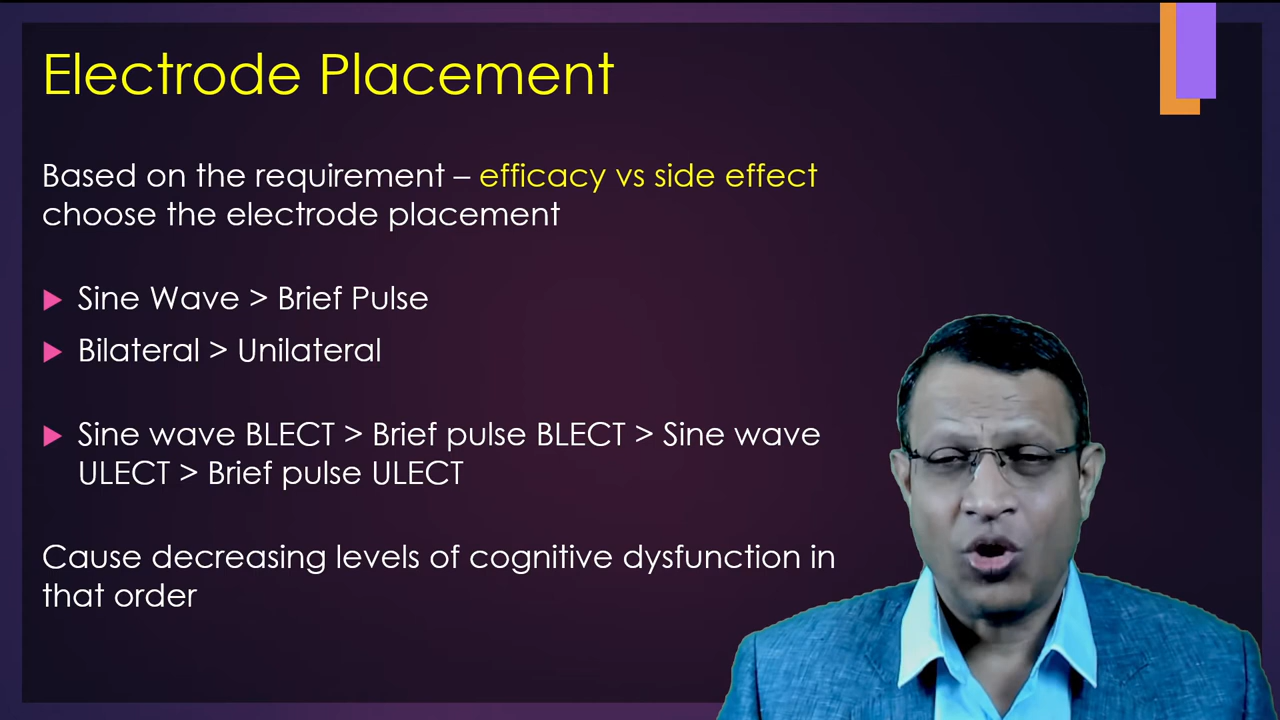 Electrode Placement
Based on the requirement – efficacy vs side effect
choose the electrode placement
Sine Wave > Brief Pulse
Bilateral > Unilateral
Sine wave BLECT > Brief pulse BLECT > Sine wave
ULECT > Brief pulse ULECT
Cause decreasing levels of cognitive dysfunction in
that order